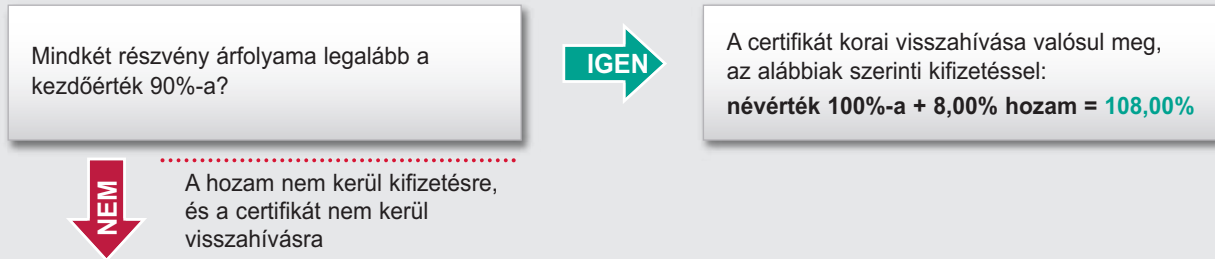 Mindkét részvény árfolyama legalább a
kezdőérték 90%-a?
IGEN
A certifikát korai visszahívása valósul meg,
az alábbiak szerinti kifizetéssel:
névérték 100%-a + 8,00% hozam = 108,00%
NEM
A hozam nem kerül kifizetésre,
és a certifikát nem kerül
visszahívásra